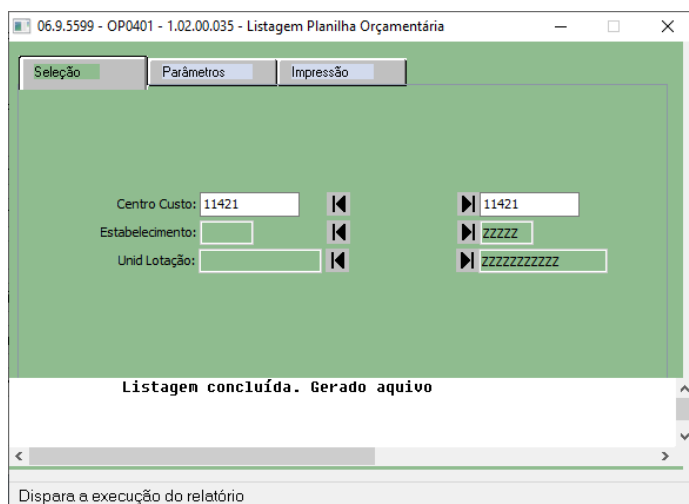 06.9.5599 - OP0401 - 1.02.00.035 - Listagem Planilha Orçamentária
Seleção Parâmetros Impressão
Centro Custo: 11421 11421
Estabelecimento: ZZZZZ
Unid Lotação: ZZZZZZZZZZZ
Listagem concluída. Gerado aquivo
Dispara a execução do relatório